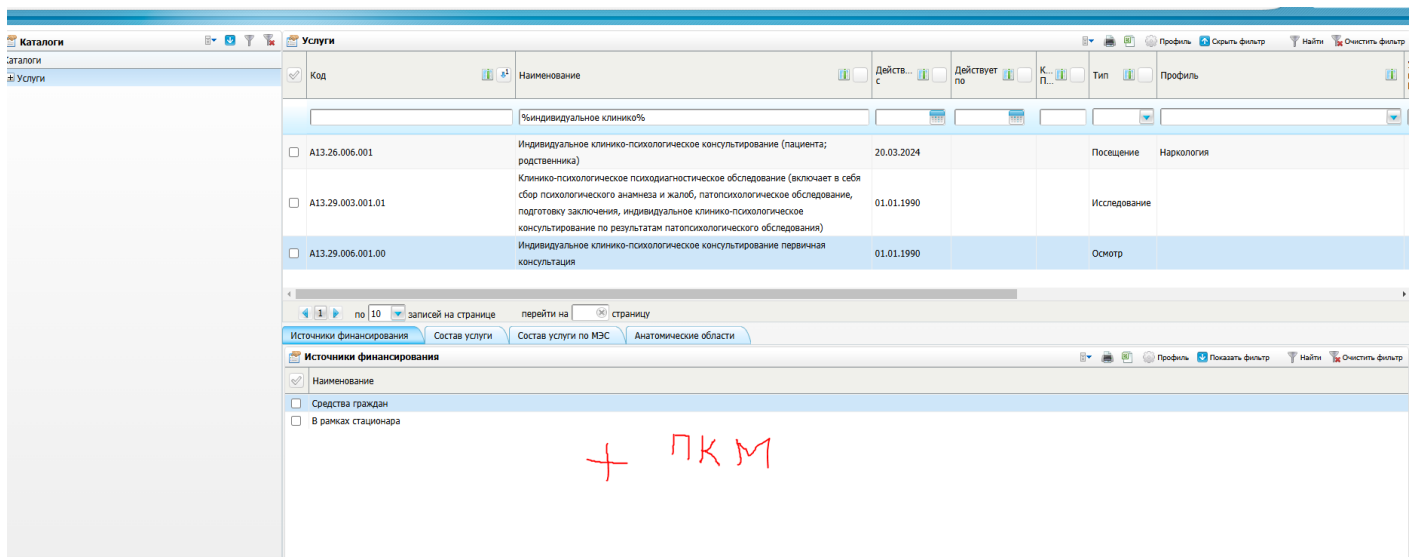 Каталоги
Услуги
Профиль Скрыть фильтр Найти Очистить фильтр
Каталоги
Услуги
Код Наименование Действ... с Действует по К... П... Тип Профиль
%индивидуальное клинико%
A13.26.006.001 Индивидуальное клинико-психологическое консультирование (пациента; родственника) 20.03.2024 Посещение Наркология
A13.29.003.001.01 Клинико-психологическое психодиагностическое обследование (включает в себя
сбор психологического анамнеза и жалоб, патопсихологическое обследование,
подготовку заключения, индивидуальное клинико-психологическое
консультирование по результатам патопсихологического обследования) 01.01.1990 Исследование
A13.29.006.001.00 Индивидуальное клинико-психологическое консультирование первичная
консультация 01.01.1990 Осмотр
1 по 10 записей на странице перейти на страницу
Источники финансирования Состав услуги Состав услуги по МЭС Анатомические области
Источники финансирования Профиль Показать фильтр Найти Очистить фильтр
Наименование
Средства граждан
В рамках стационара
+ ПКМ